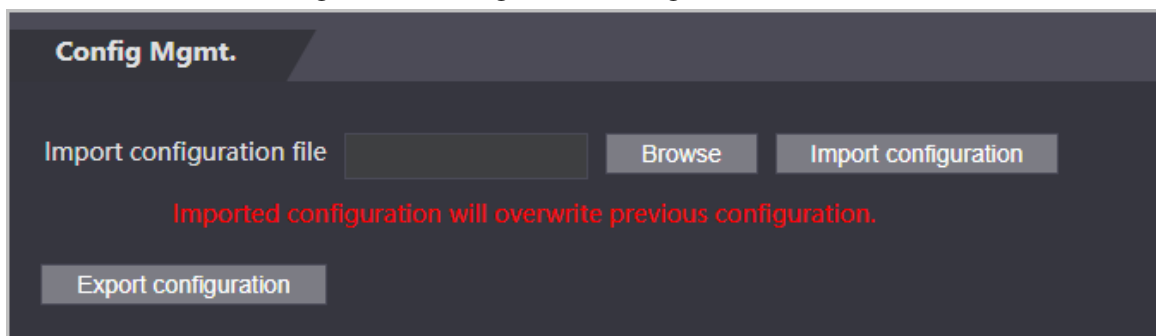 Config Mgmt.
Import configuration file Browse Import configuration
Imported configuration will overwrite previous configuration.
Export configuration